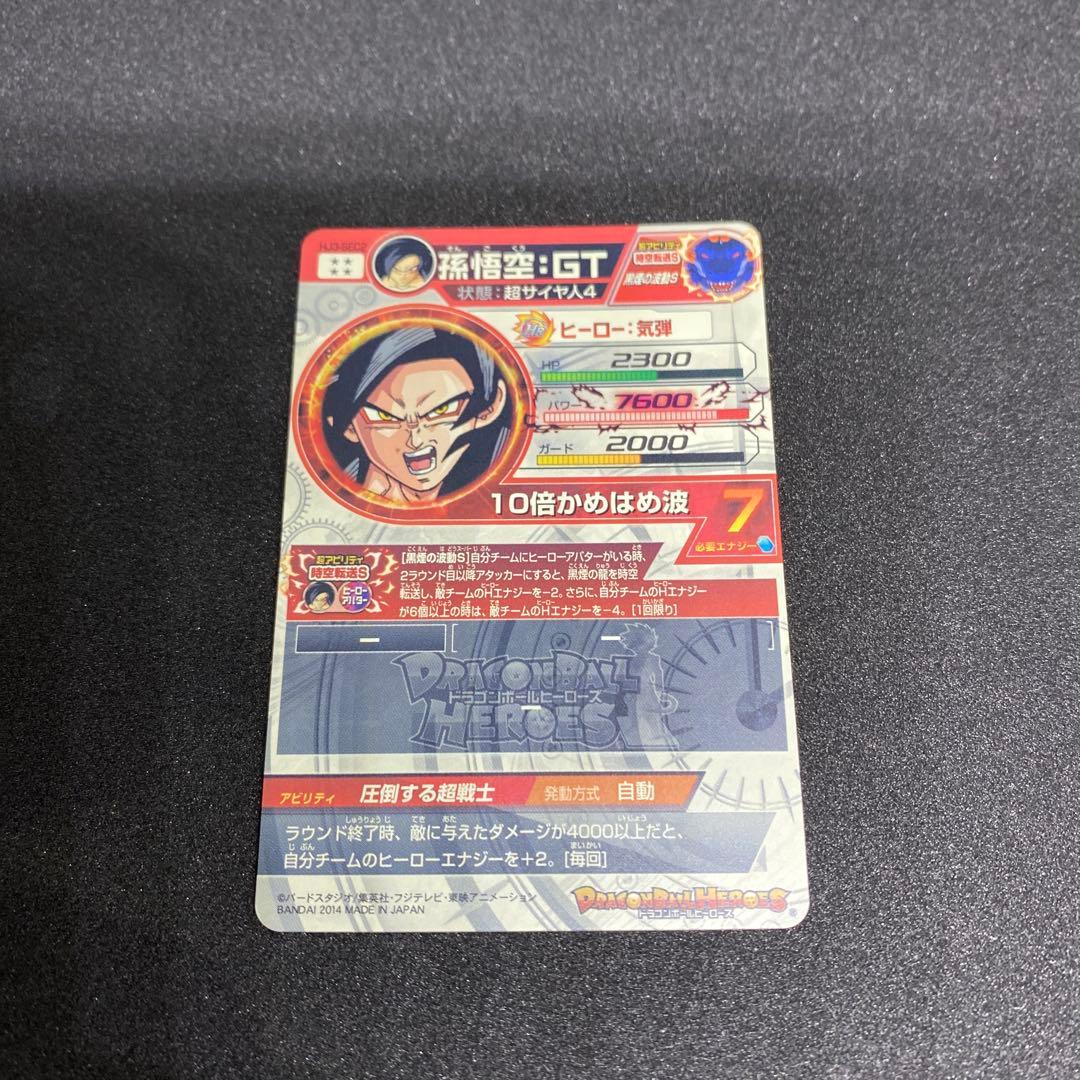 HJ3-SEC2
★★
★★
孫悟空:GT
そん ご くう
状態:超サイヤ人4
超アビリティ
時空転送S
黒煙の波動S
Hr ヒーロー:気弾
HP 2300
パワー 7600
ガード 2000
10倍かめはめ波 7
必要エナジー
超アビリティ
時空転送S
ヒーロー
アバター
[黒煙の波動S]自分チームにヒーローアバターがいる時、
2ラウンド目以降アタッカーにすると、黒煙の龍を時空
転送し、敵チームのHエナジーを−2。さらに、自分チームのHエナジー
が6個以上の時は、敵チームのHエナジーを−4。[1回限り]
ー [ ー ]
DRAGONBALL
ドラゴンボールヒーローズ
HEROES
ー
アビリティ 圧倒する超戦士 発動方式 自動
ラウンド終了時、敵に与えたダメージが4000以上だと、
自分チームのヒーローエナジーを+2。[毎回]
©バードスタジオ/集英社・フジテレビ・東映アニメーション
BANDAI 2014 MADE IN JAPAN
DRAGONBALL HEROES
ドラゴンボールヒーローズ